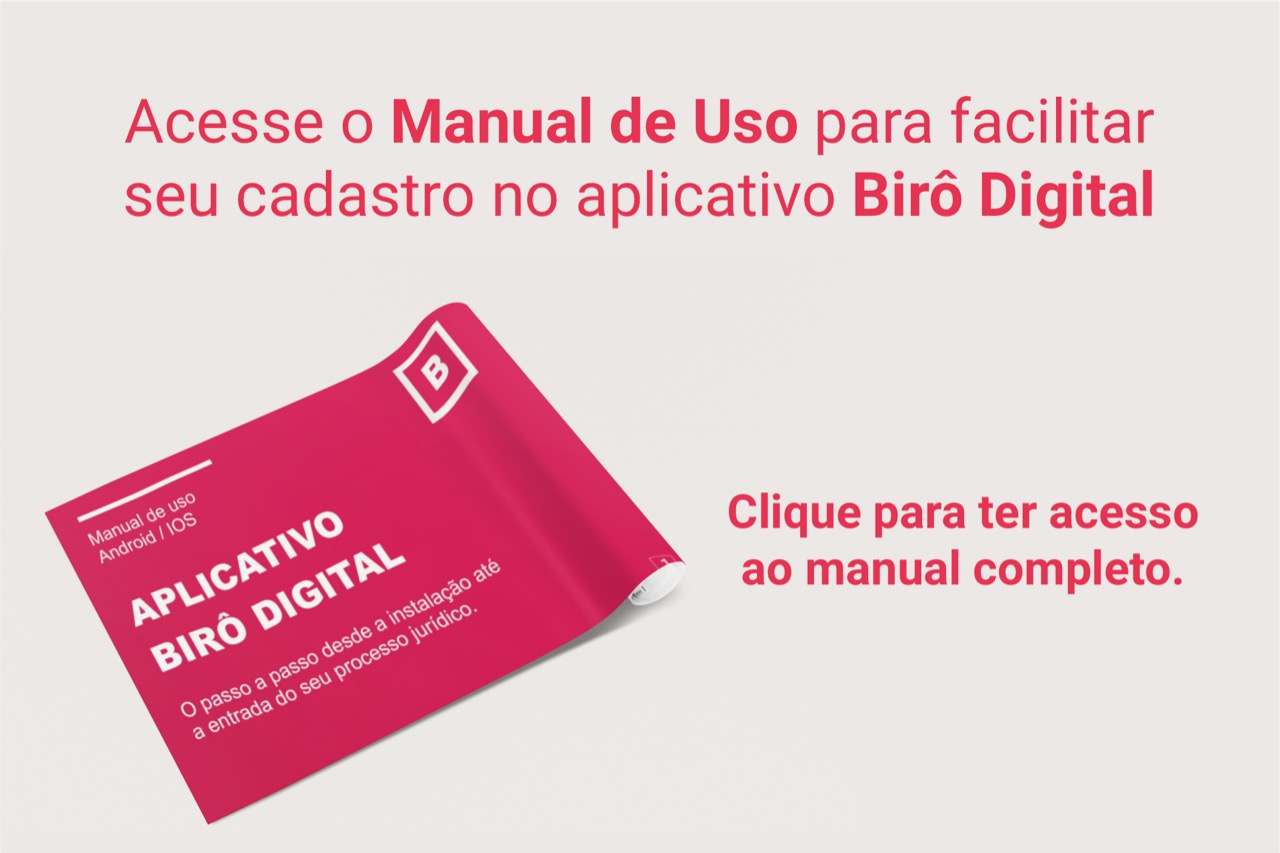 Acesse o Manual de Uso para facilitar
seu cadastro no aplicativo Birô Digital
B
Manual de uso
Android / IOS
APLICATIVO
BIRÔ DIGITAL
O passo a passo desde a instalação até
a entrada do seu processo jurídico.
Clique para ter acesso
ao manual completo.